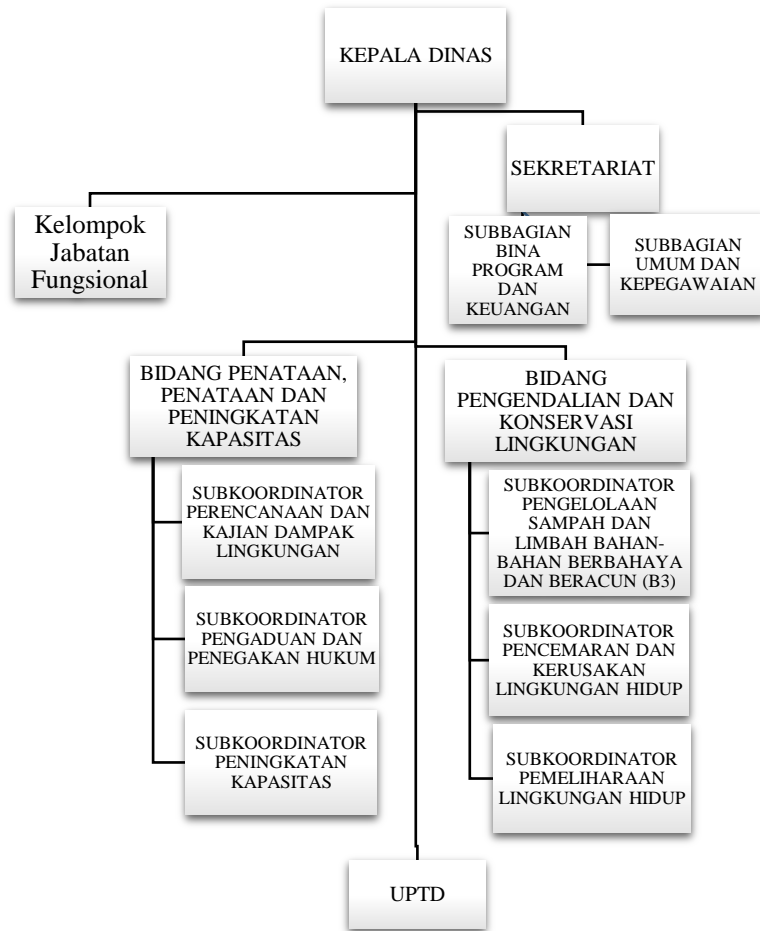 KEPALA DINAS
SEKRETARIAT
Kelompok
Jabatan
Fungsional
SUBBAGIAN
BINA
PROGRAM
DAN
KEUANGAN
SUBBAGIAN
UMUM DAN
KEPEGAWAIAN
BIDANG PENATAAN,
PENATAAN DAN
PENINGKATAN
KAPASITAS
BIDANG
PENGENDALIAN DAN
KONSERVASI
LINGKUNGAN
SUBKOORDINATOR
PERENCANAAN DAN
KAJIAN DAMPAK
LINGKUNGAN
SUBKOORDINATOR
PENGADUAN DAN
PENEGAKAN HUKUM
SUBKOORDINATOR
PENINGKATAN
KAPASITAS
SUBKOORDINATOR
PENGELOLAAN
SAMPAH DAN
LIMBAH BAHAN-
BAHAN BERBAHAYA
DAN BERACUN (B3)
SUBKOORDINATOR
PENCEMARAN DAN
KERUSAKAN
LINGKUNGAN HIDUP
SUBKOORDINATOR
PEMELIHARAAN
LINGKUNGAN HIDUP
UPTD